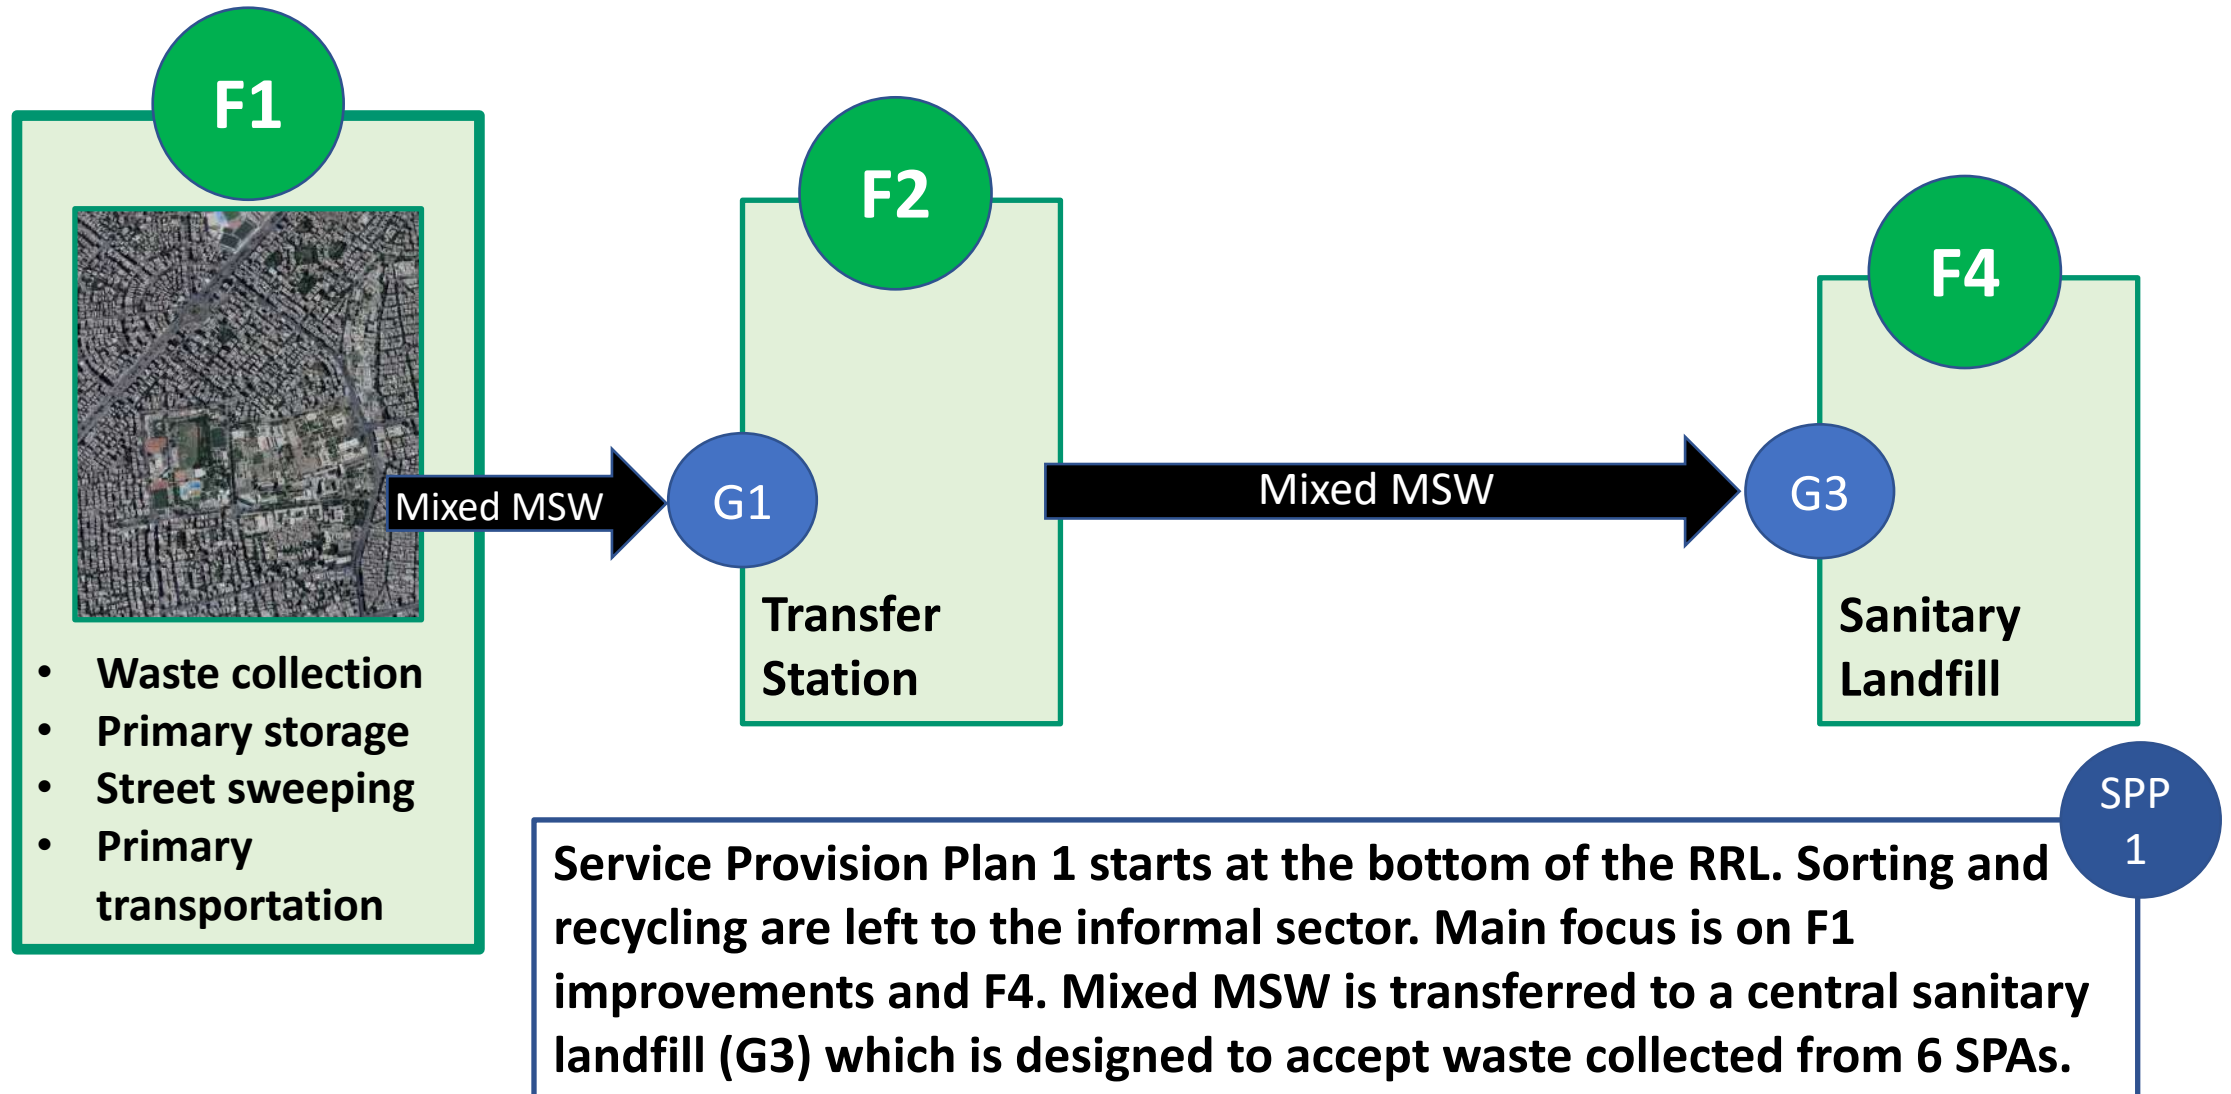 F1
• Waste collection
• Primary storage
• Street sweeping
• Primary
transportation
Mixed MSW
G1
F2
Transfer
Station
Mixed MSW
G3
F4
Sanitary
Landfill
SPP
1
Service Provision Plan 1 starts at the bottom of the RRL. Sorting and
recycling are left to the informal sector. Main focus is on F1
improvements and F4. Mixed MSW is transferred to a central sanitary
landfill (G3) which is designed to accept waste collected from 6 SPAs.